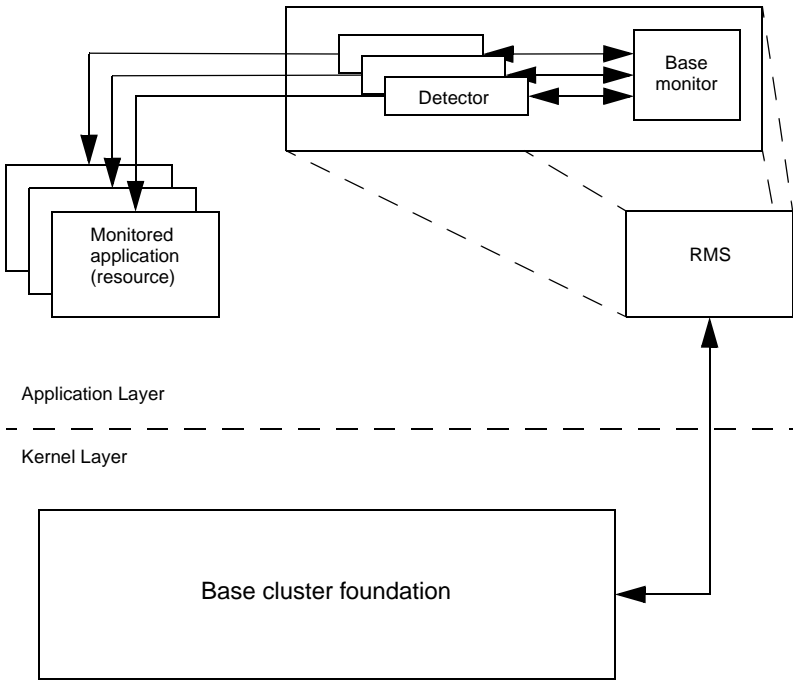 Base
monitor
Detector
Monitored
application
(resource)
RMS
Application Layer
Kernel Layer
Base cluster foundation